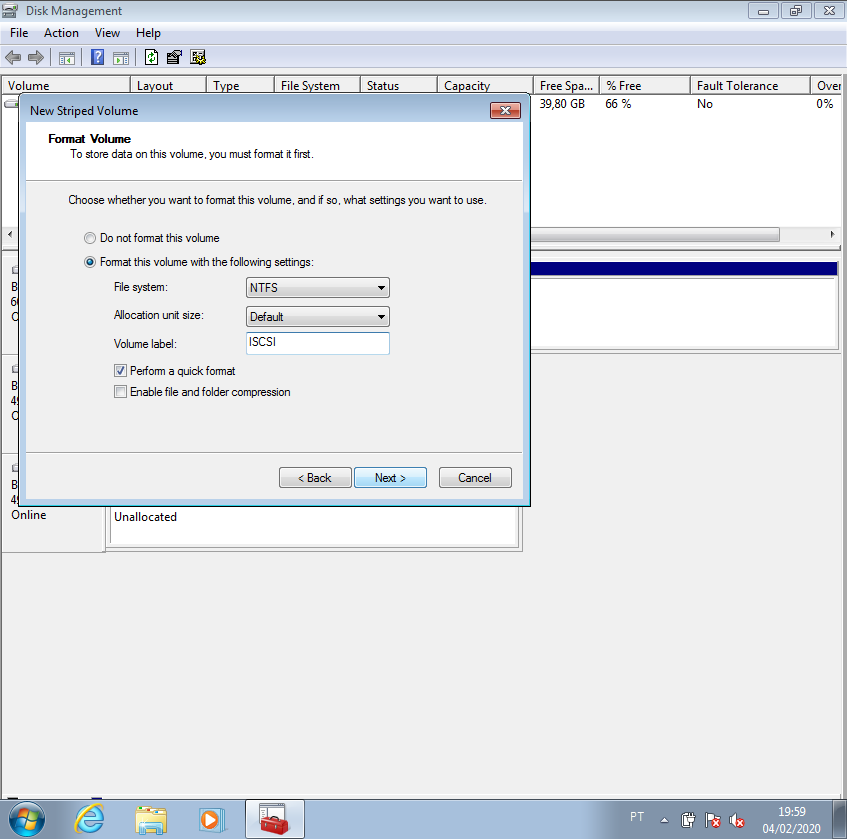 Disk Management
File Action View Help
Volume Layout Type File System Status Capacity Free Spa... % Free Fault Tolerance Over
39,80 GB 66 % No 0%
New Striped Volume
Format Volume
To store data on this volume, you must format it first.
Choose whether you want to format this volume, and if so, what settings you want to use.
Do not format this volume
Format this volume with the following settings:
File system: NTFS
Allocation unit size: Default
Volume label: ISCSI
Perform a quick format
Enable file and folder compression
< Back Next > Cancel
Online
Unallocated
PT
19:59
04/02/2020